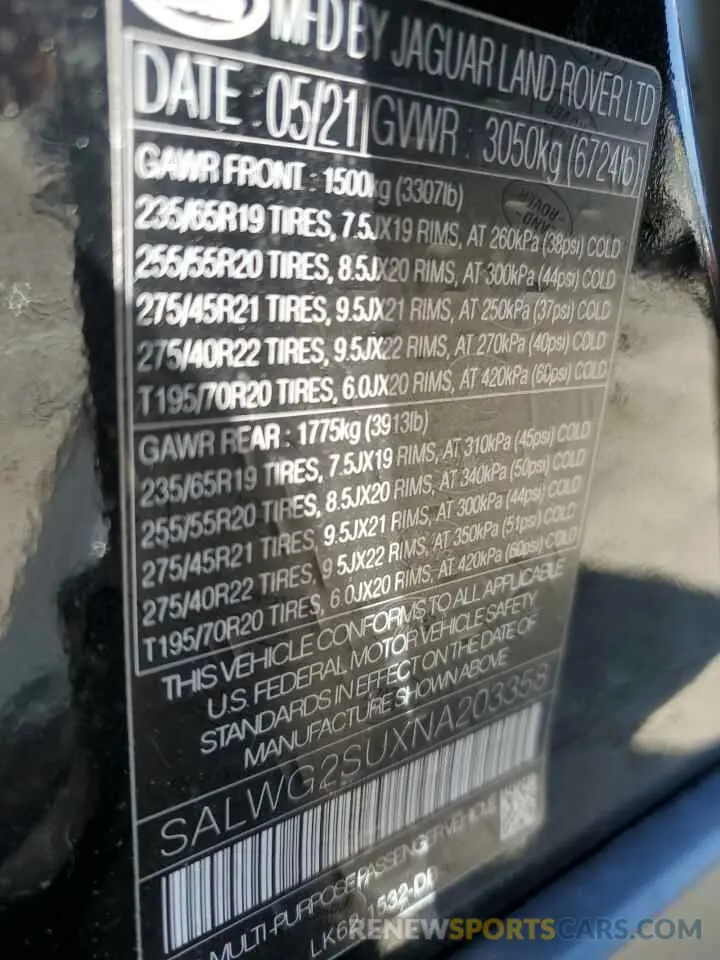 MFD BY JAGUAR LAND ROVER LTD
DATE : 05/21 GVWR : 3050kg (6724lb)
GAWR FRONT : 1500kg (3307lb)
235/65R19 TIRES, 7.5JX19 RIMS, AT 260kPa (38psi) COLD
255/55R20 TIRES, 8.5JX20 RIMS, AT 300kPa (44psi) COLD
275/45R21 TIRES, 9.5JX21 RIMS, AT 250kPa (37psi) COLD
275/40R22 TIRES, 9.5JX22 RIMS, AT 270kPa (40psi) COLD
T195/70R20 TIRES, 6.0JX20 RIMS, AT 420kPa (60psi) COLD
GAWR REAR : 1775kg (3913lb)
235/65R19 TIRES, 7.5JX19 RIMS, AT 310kPa (45psi) COLD
255/55R20 TIRES, 8.5JX20 RIMS, AT 340kPa (50psi) COLD
275/45R21 TIRES, 9.5JX21 RIMS, AT 300kPa (44psi) COLD
275/40R22 TIRES, 9 5JX22 RIMS, AT 350kPa (51psi) COLD
T195/70R20 TIRES, 6.0JX20 RIMS, AT 420kPa (60psi) COLD
THIS VEHICLE CONFORMS TO ALL APPLICABLE
U.S. FEDERAL MOTOR VEHICLE SAFETY
STANDARDS IN EFFECT ON THE DATE OF
MANUFACTURE SHOWN ABOVE
SALWG2SUXNA203353
MULTI-PURPOSE PASSENGER VEHICLE
RENEWSPORTSCARS.COM